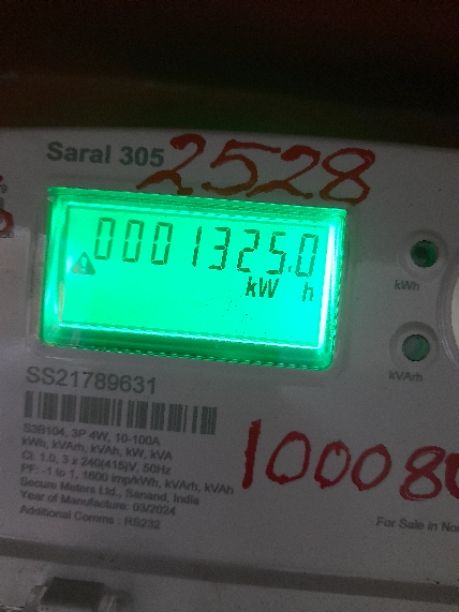 Saral 305
2528
0001325.0
kW h
kWh
kVArh
SS21789631
S3B104, 3P 4W, 10-100A
kWh, kVArh, kVAh, kW, kVA
Cl. 1.0, 3 x 240(415)V, 50Hz
PF: -1 to 1, 1600 imp/kWh, kVArh, kVAh
Secure Meters Ltd., Sanand, India
Year of Manufacture: 03/2024
Additional Comms : RS232
100080
For Sale in